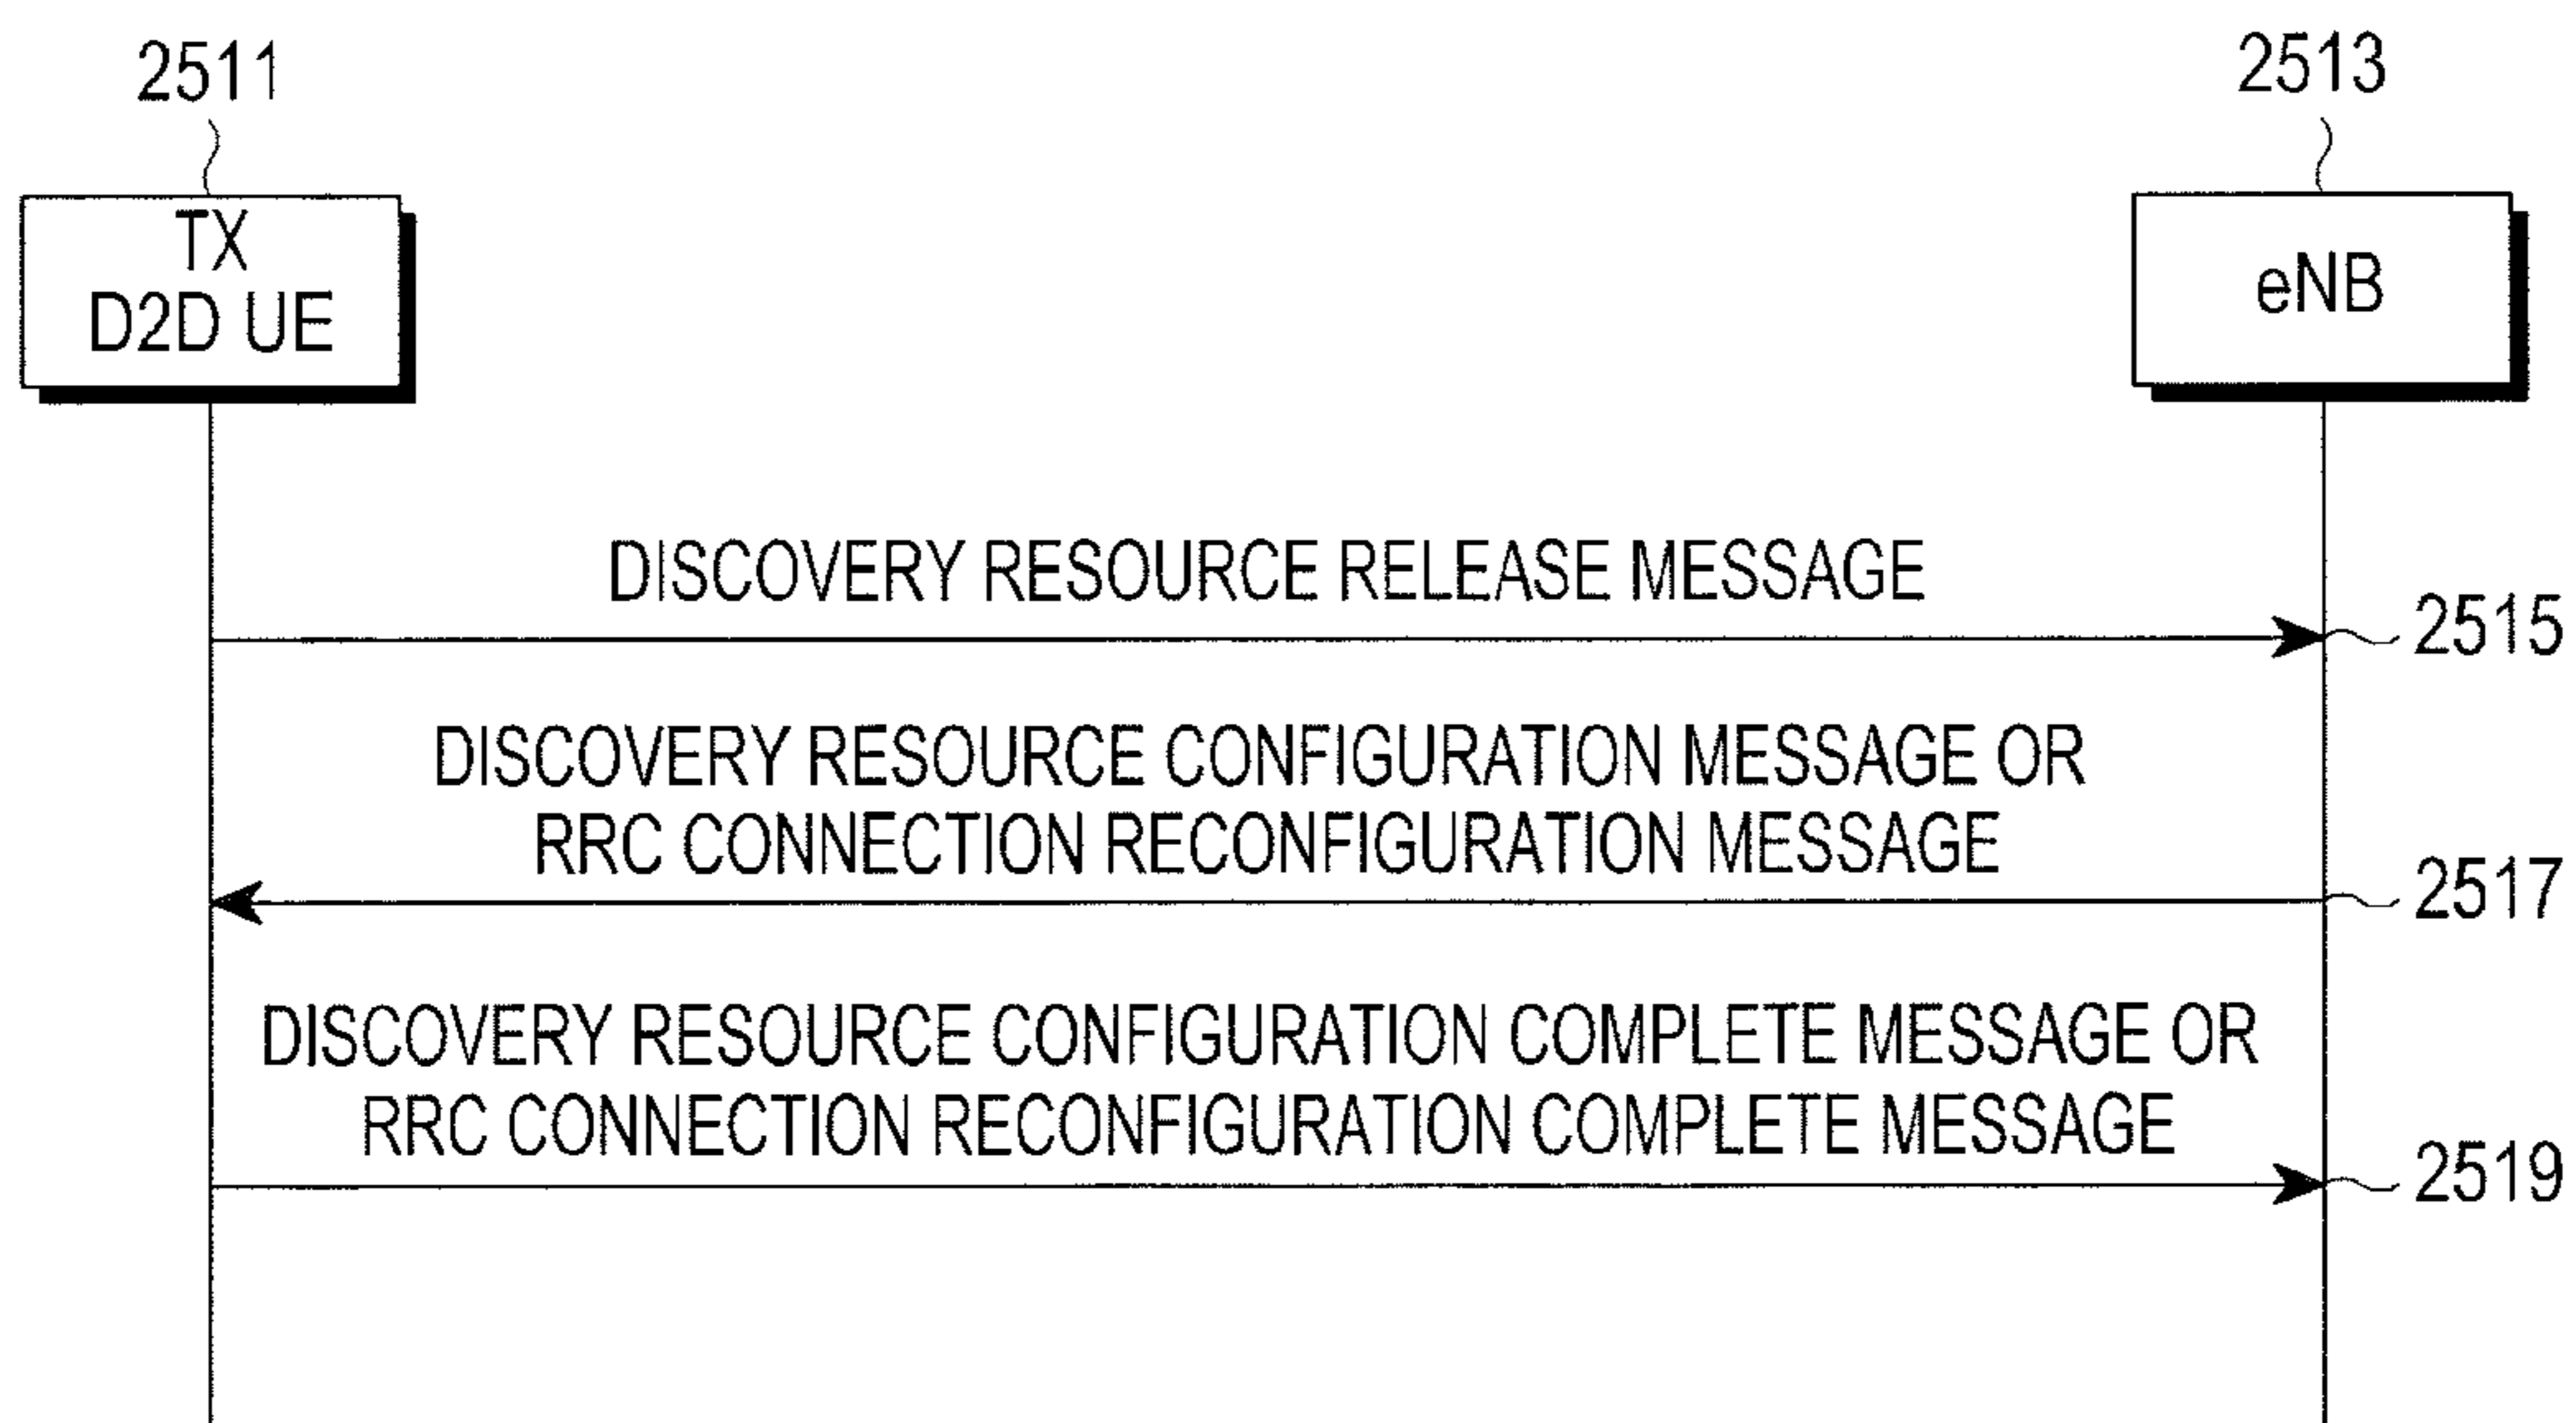 2511
2513
TX
D2D UE
eNB
DISCOVERY RESOURCE RELEASE MESSAGE
2515
DISCOVERY RESOURCE CONFIGURATION MESSAGE OR
RRC CONNECTION RECONFIGURATION MESSAGE
2517
DISCOVERY RESOURCE CONFIGURATION COMPLETE MESSAGE OR
RRC CONNECTION RECONFIGURATION COMPLETE MESSAGE
2519